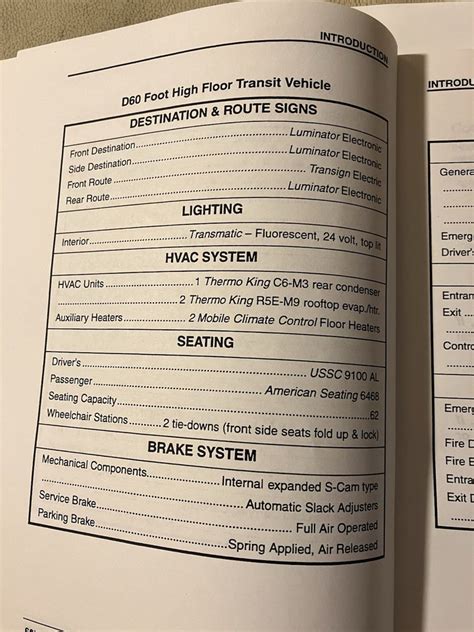 INTRODUCTION
D60 Foot High Floor Transit Vehicle
DESTINATION & ROUTE SIGNS
Front Destination..........Luminator Electronic
Side Destination..........Luminator Electronic
Front Route..........Transign Electric
Rear Route..........Luminator Electronic
LIGHTING
Interior..........Transmatic – Fluorescent, 24 volt, top lit
HVAC SYSTEM
HVAC Units..........1 Thermo King C6-M3 rear condenser
..........2 Thermo King R5E-M9 rooftop evap./htr.
Auxiliary Heaters..........2 Mobile Climate Control Floor Heaters
SEATING
Driver's..........USSC 9100 AL
Passenger..........American Seating 6468
Seating Capacity..........62
Wheelchair Stations..........2 tie-downs (front side seats fold up & lock)
BRAKE SYSTEM
Mechanical Components..........Internal expanded S-Cam type
..........Automatic Slack Adjusters
Service Brake..........Full Air Operated
Parking Brake..........Spring Applied, Air Released
INTRODU
Genera
Emerg
Driver's
Entran
Exit
Contro
Emer
Fire D
Fire E
Entra
Exit D